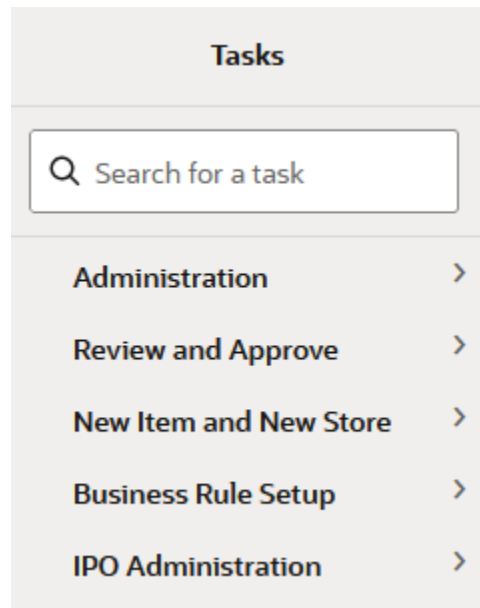 Tasks
Search for a task
Administration
Review and Approve
New Item and New Store
Business Rule Setup
IPO Administration